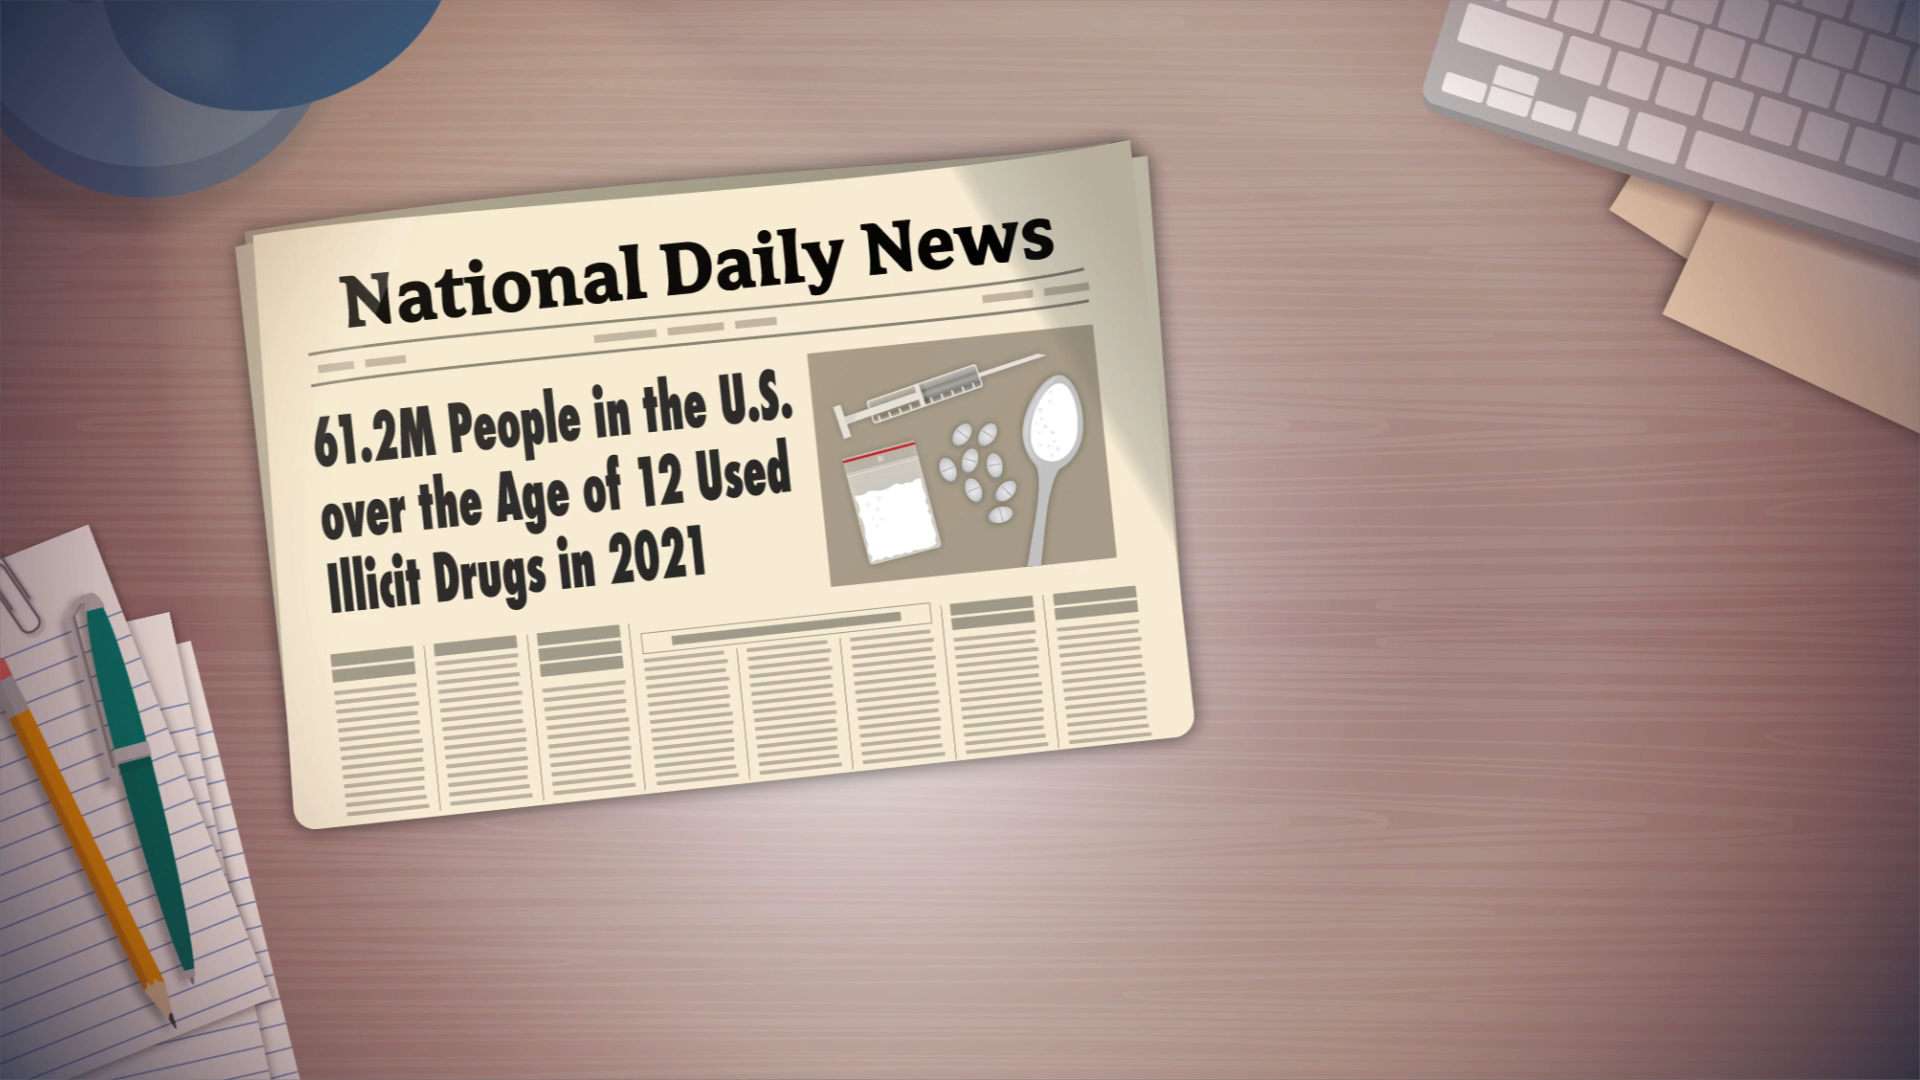 National Daily News
61.2M People in the U.S.
over the Age of 12 Used
Illicit Drugs in 2021